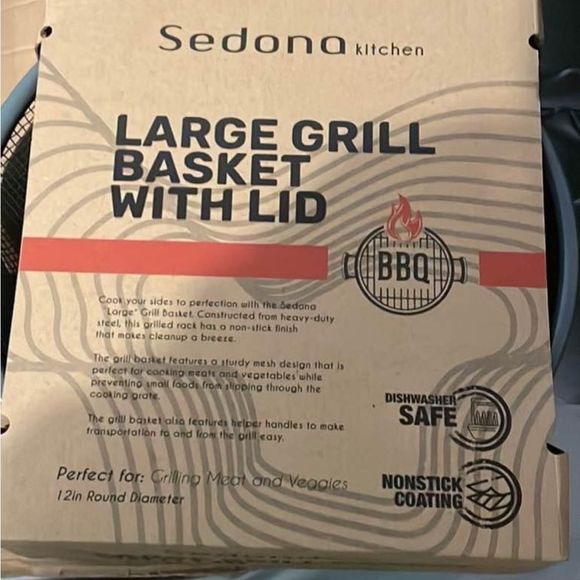 Sedona kitchen
LARGE GRILL
BASKET
WITH LID
BBQ
Cook your sides to perfection with the Sedona
"Large" Grill Basket. Constructed from heavy-duty
steel, this grilled rack has a non-stick finish
that makes cleanup a breeze.
The grill basket features a sturdy mesh design that is
perfect for cooking meats and vegetables while
preventing small foods from slipping through the
cooking grate.
The grill basket also features helper handles to make
transportation to and from the grill easy.
DISHWASHER
SAFE
Perfect for: Grilling Meat and Veggies
12in Round Diameter
NONSTICK
COATING